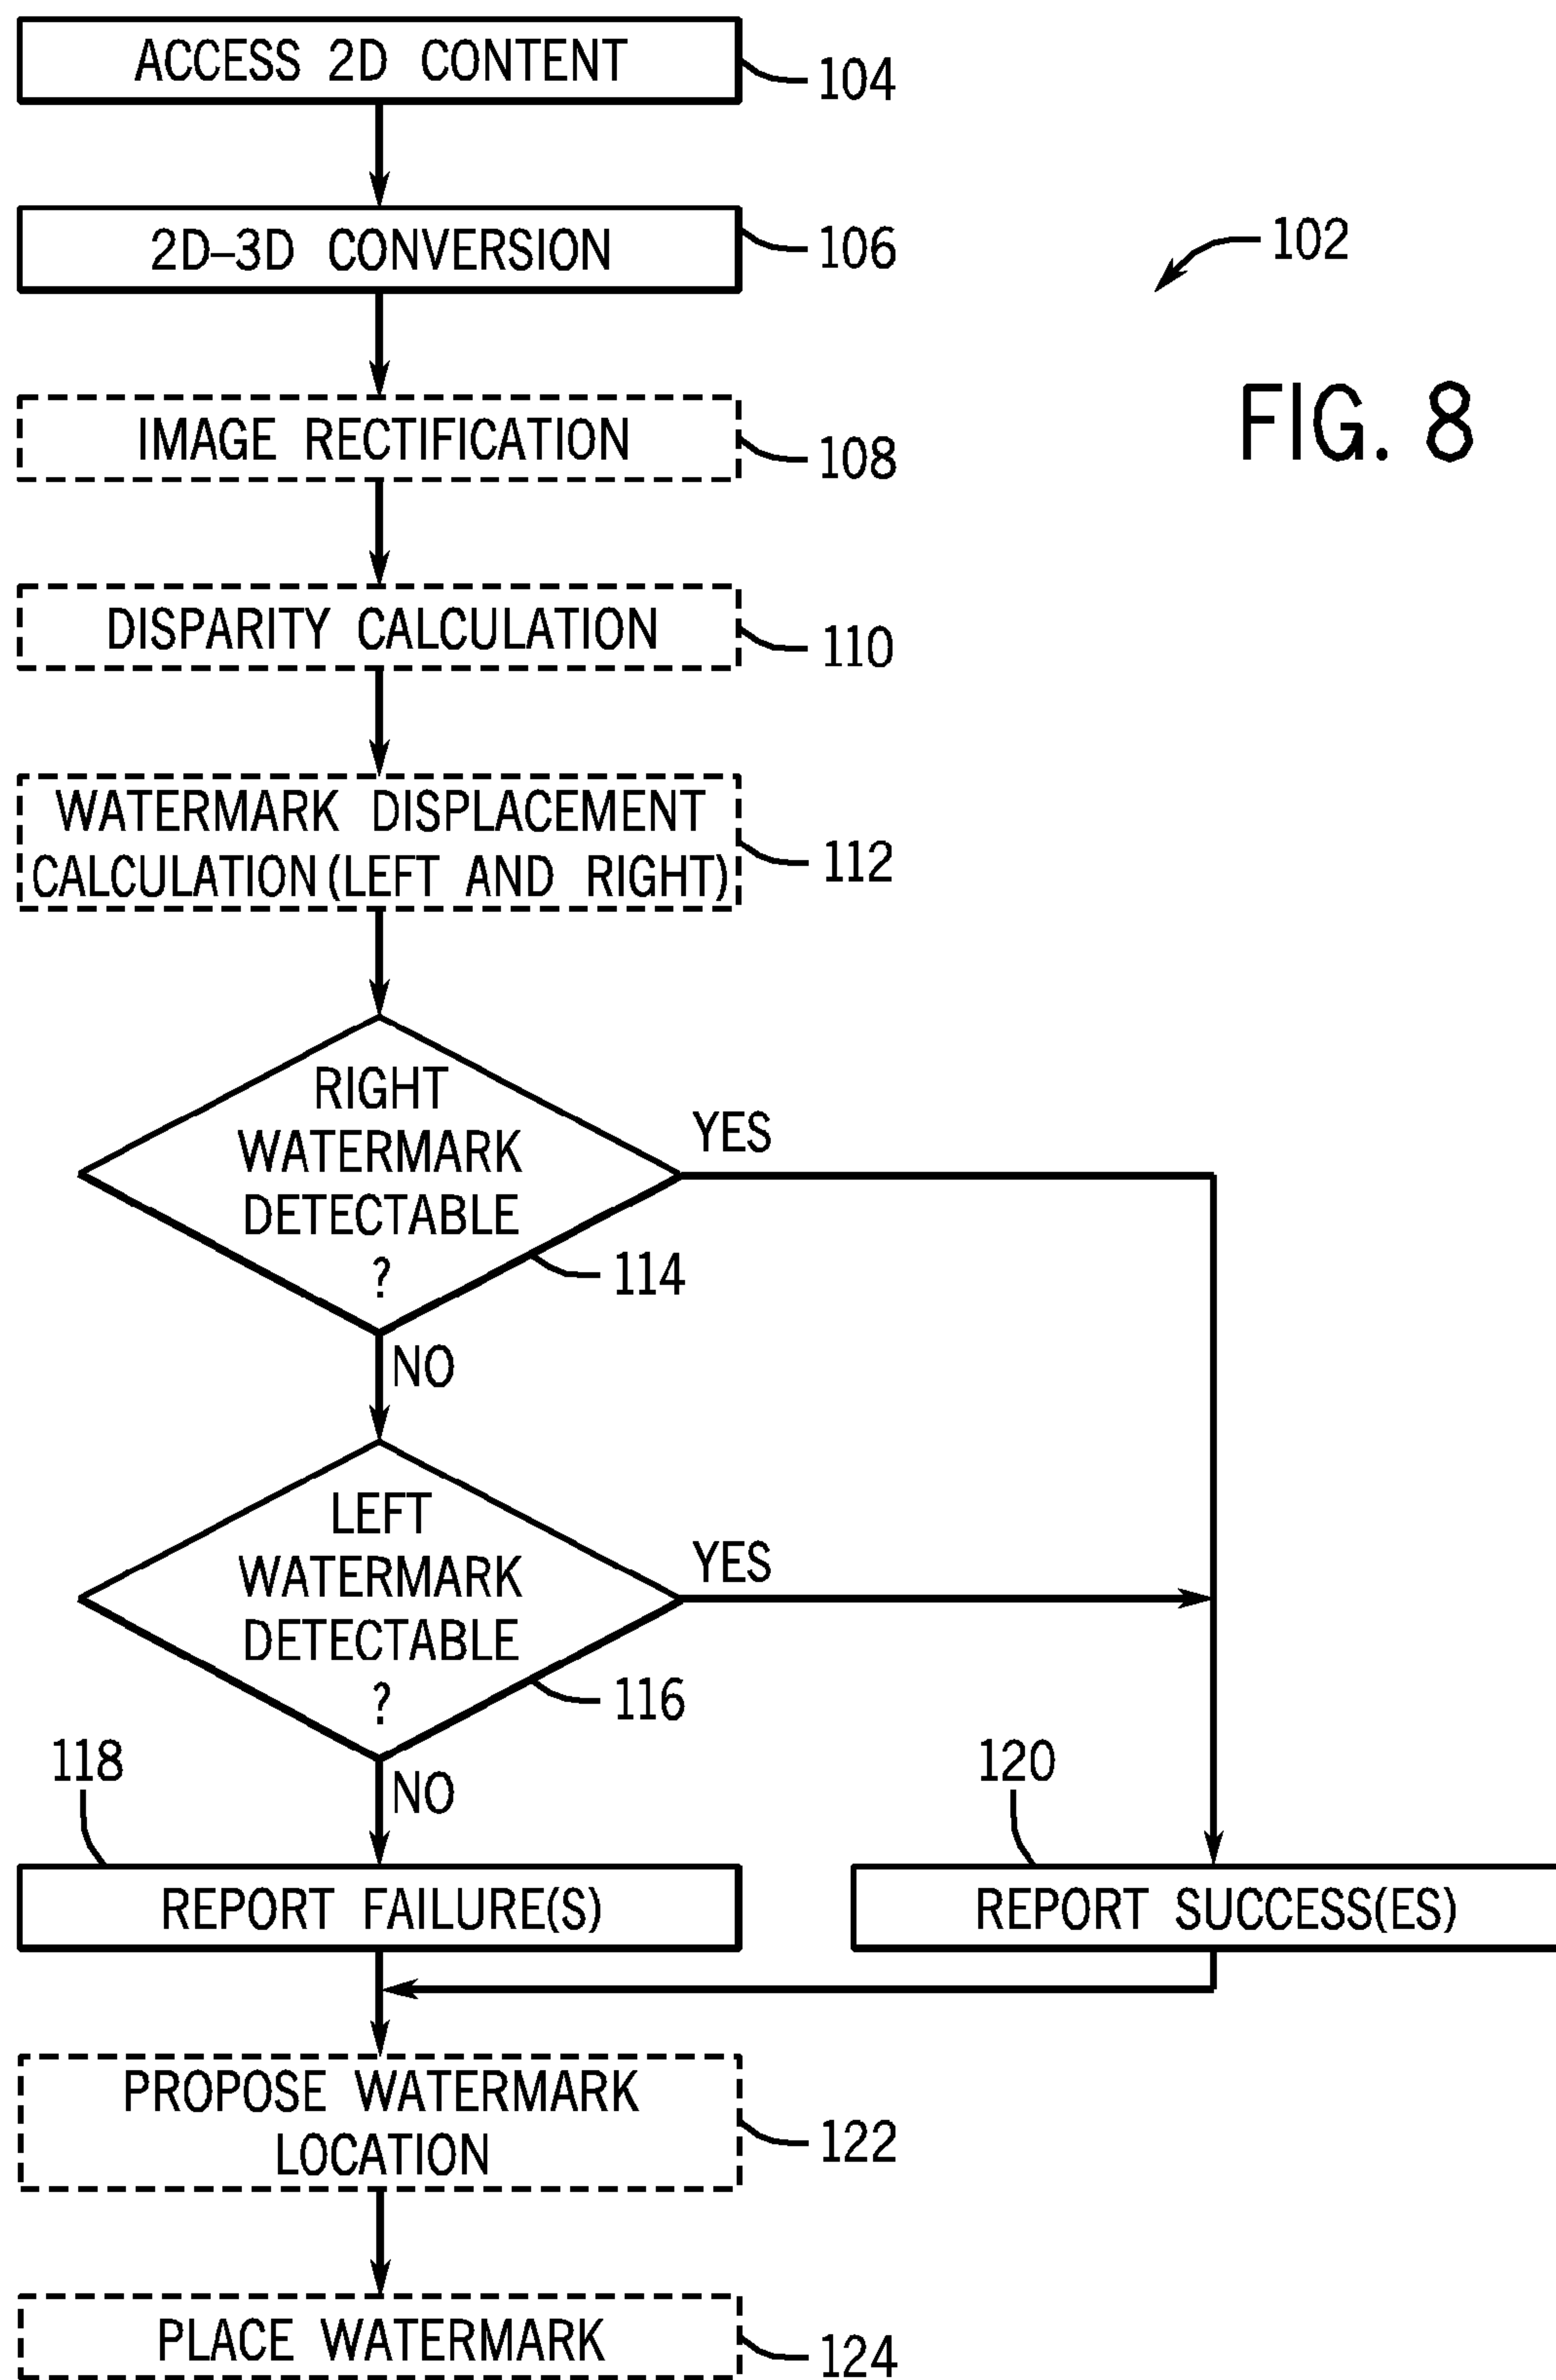 ACCESS 2D CONTENT
104
2D–3D CONVERSION
106
102
FIG. 8
IMAGE RECTIFICATION
108
DISPARITY CALCULATION
110
WATERMARK DISPLACEMENT
CALCULATION(LEFT AND RIGHT)
112
RIGHT
WATERMARK
DETECTABLE
?
YES
114
NO
LEFT
WATERMARK
DETECTABLE
?
YES
116
NO
118
120
REPORT FAILURE(S)
REPORT SUCCESS(ES)
PROPOSE WATERMARK
LOCATION
122
PLACE WATERMARK
124